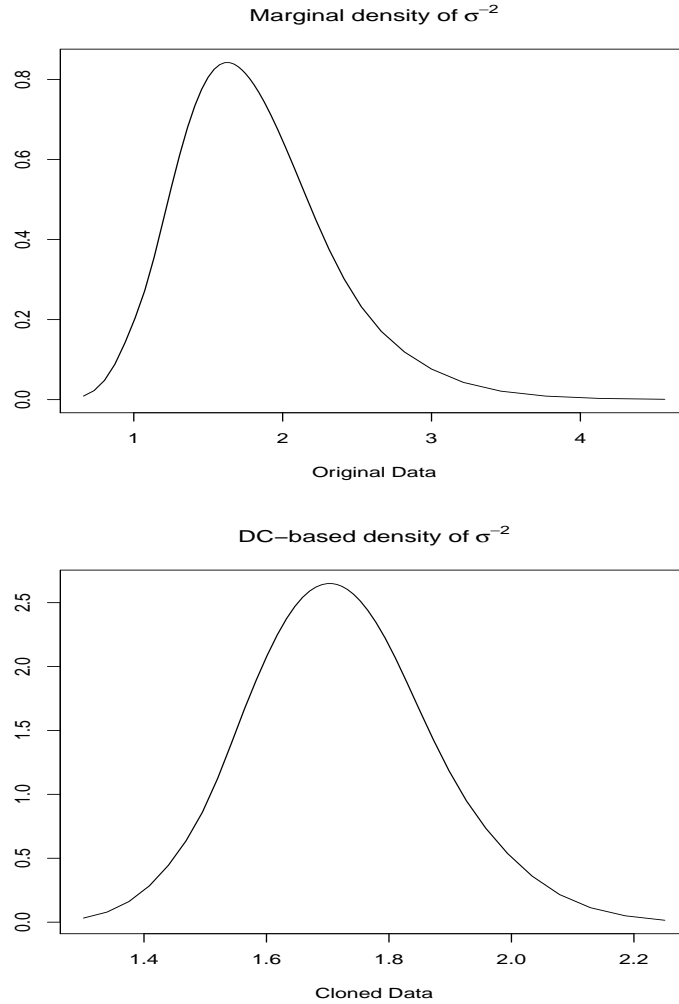 Marginal density of σ⁻²
0.8
0.6
0.4
0.2
0.0
1 2 3 4
Original Data
DC−based density of σ⁻²
2.5
2.0
1.5
1.0
0.5
0.0
1.4 1.6 1.8 2.0 2.2
Cloned Data